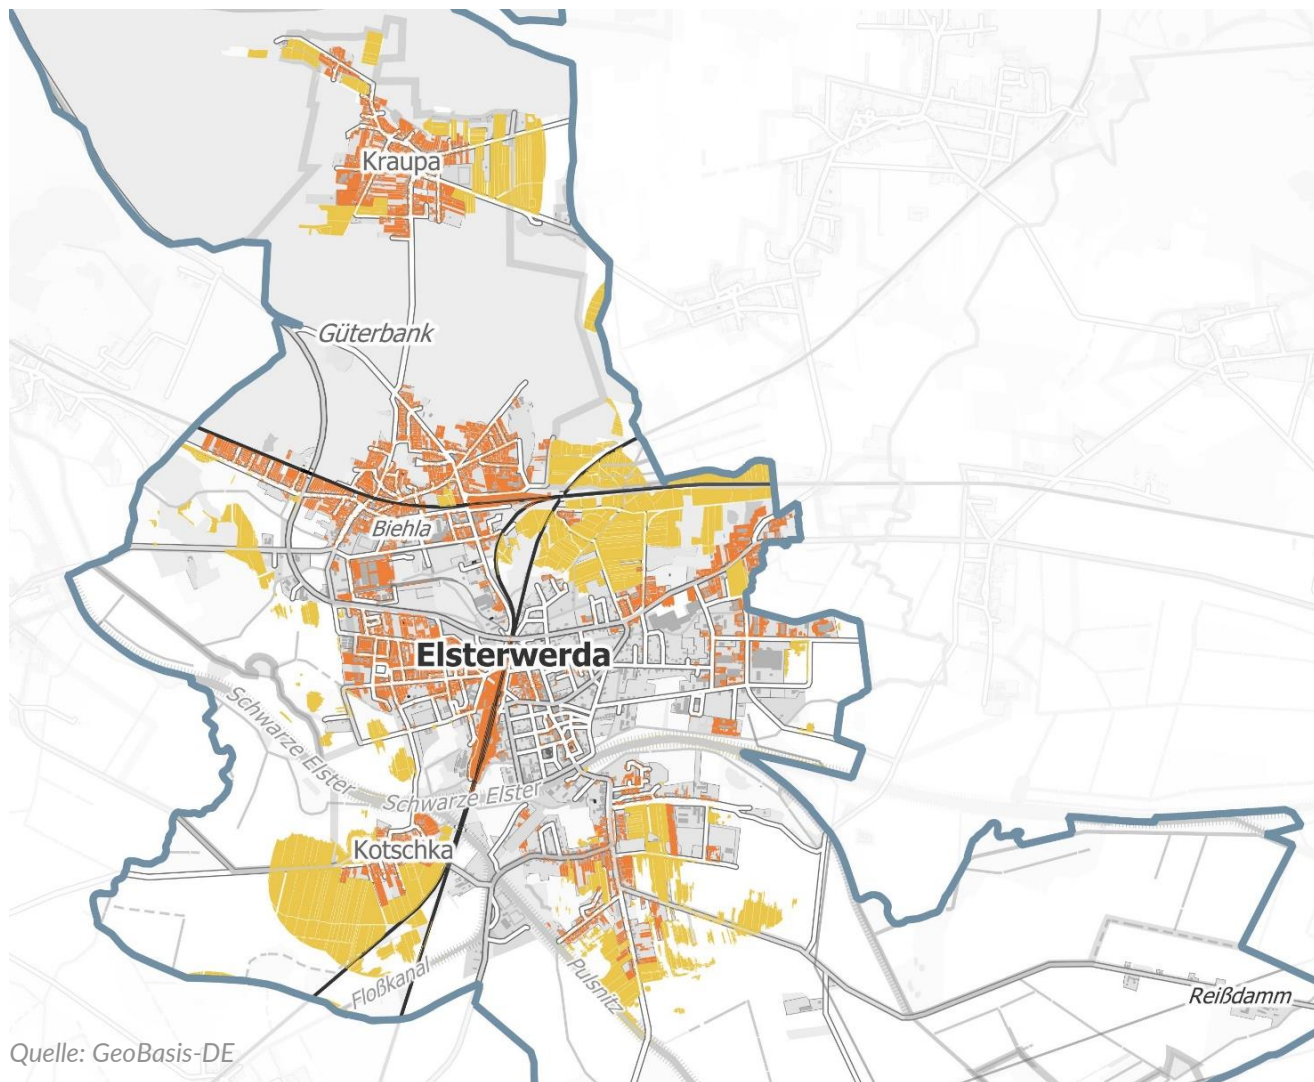 Kraupa
Güterbank
Biehla
Elsterwerda
Schwarze Elster
Schwarze Elster
Kotschka
Floßkanal
Pulsnitz
Reißdamm
Quelle: GeoBasis-DE